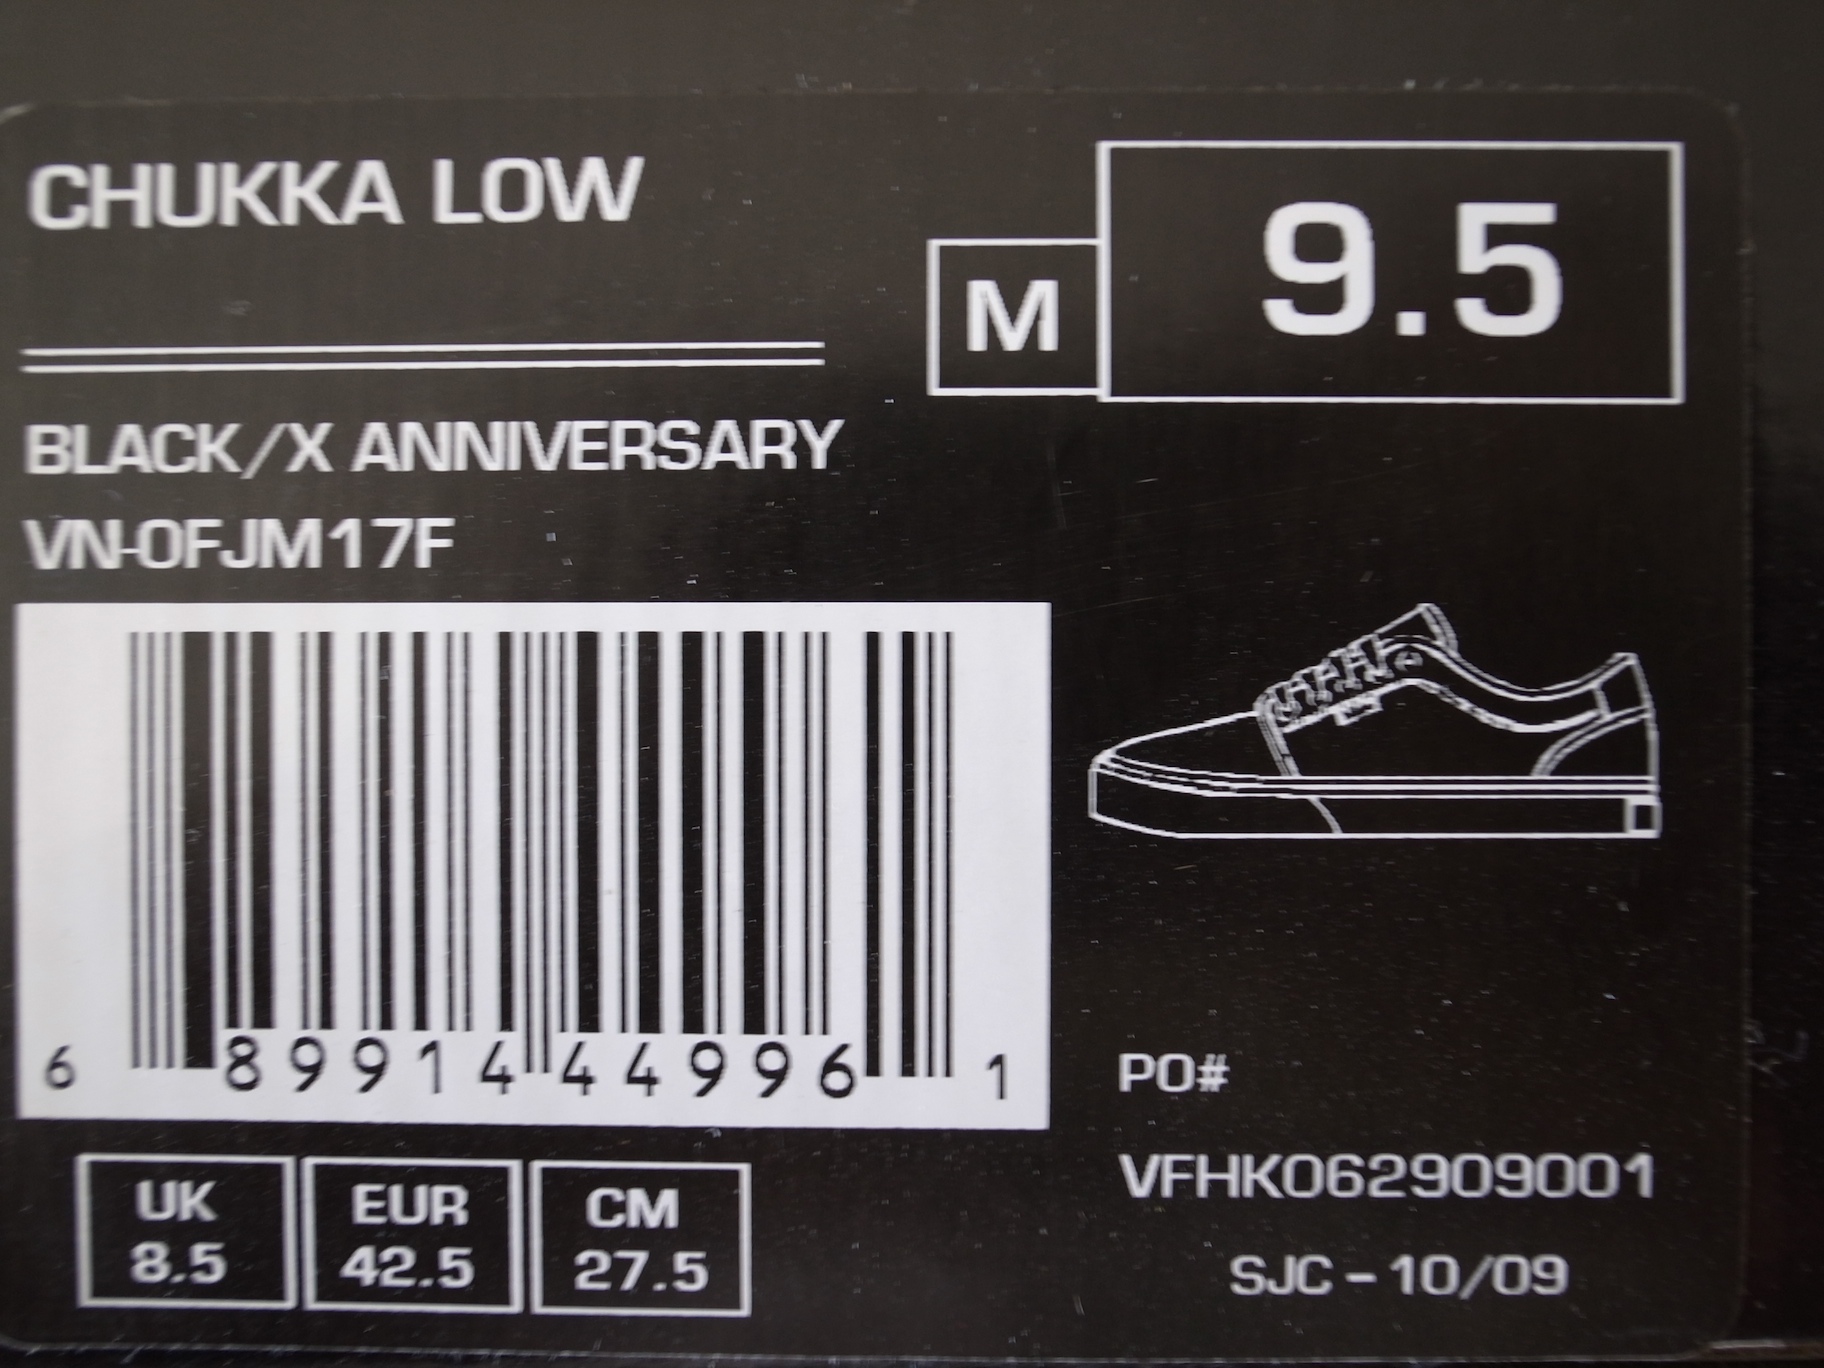 CHUKKA LOW
M
9.5
BLACK/X ANNIVERSARY
VN-0FJM17F
6 89914 44996 1
PO#
VFHK062909001
UK
8.5
EUR
42.5
CM
27.5
SJC - 10/09